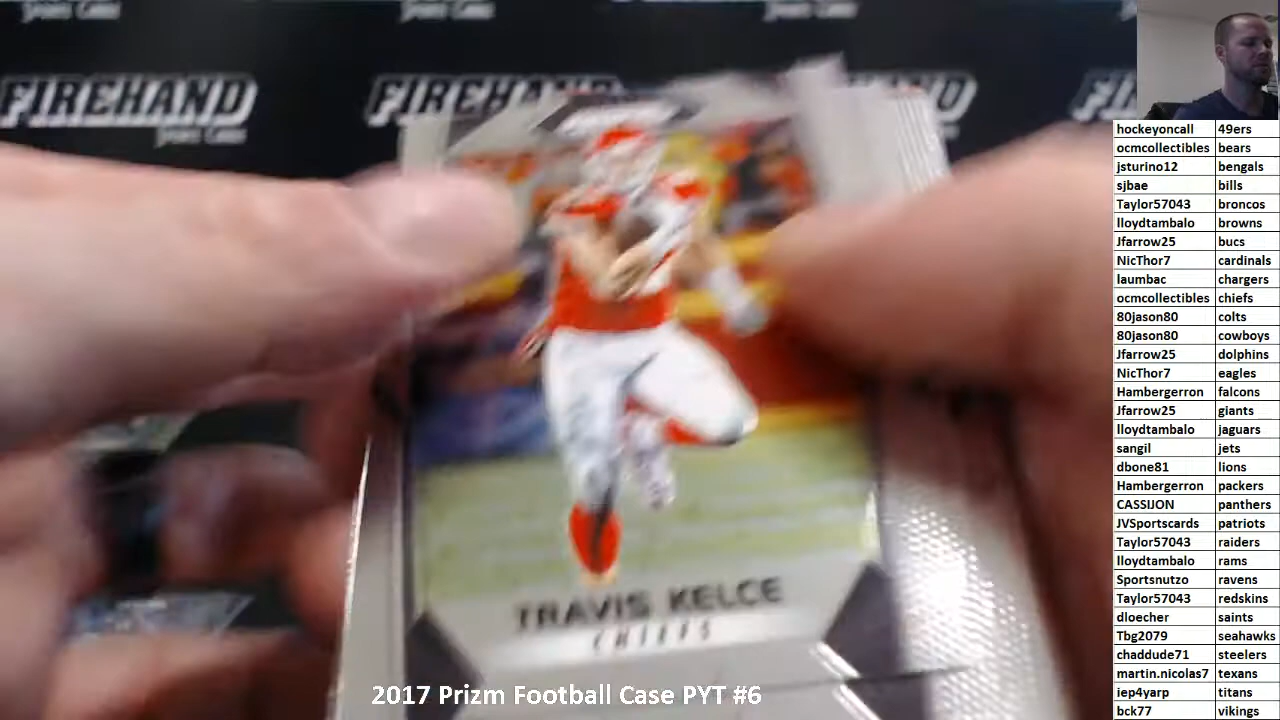 FIREHAND FIREHAND
hockeyoncall 49ers
ocmcollectibles bears
jsturino12 bengals
sjbae bills
Taylor57043 broncos
lloydtambalo browns
Jfarrow25 bucs
NicThor7 cardinals
laumbac chargers
ocmcollectibles chiefs
80jason80 colts
80jason80 cowboys
Jfarrow25 dolphins
NicThor7 eagles
Hambergerron falcons
Jfarrow25 giants
lloydtambalo jaguars
sangil jets
dbone81 lions
Hambergerron packers
CASSIJON panthers
JVSportscards patriots
Taylor57043 raiders
lloydtambalo rams
Sportsnutzo ravens
Taylor57043 redskins
dloecher saints
Tbg2079 seahawks
chaddude71 steelers
martin.nicolas7 texans
iep4yarp titans
bck77 vikings
TRAVIS KELCE
CHIEFS
2017 Prizm Football Case PYT #6